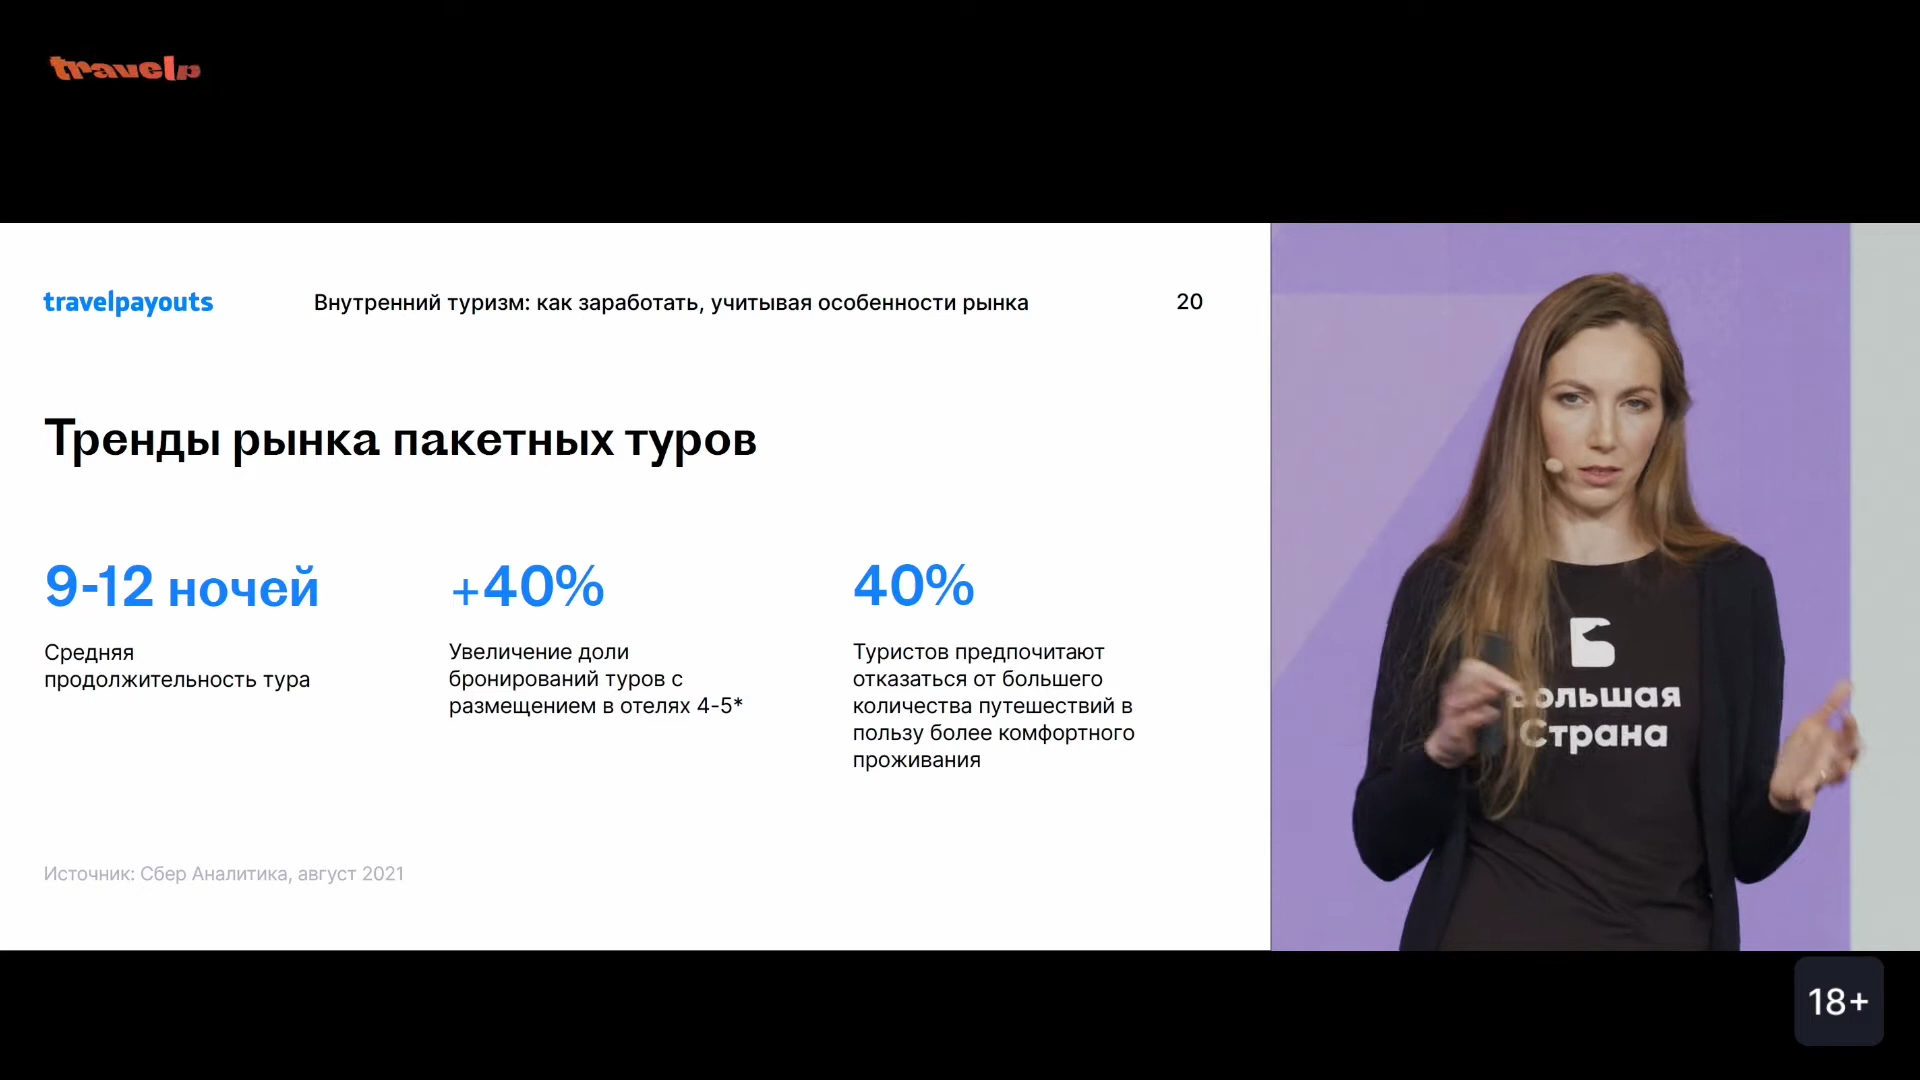 travelp
travelpayouts
Внутренний туризм: как заработать, учитывая особенности рынка
20
Тренды рынка пакетных туров
9-12 ночей
Средняя
продолжительность тура
+40%
Увеличение доли
бронирований туров с
размещением в отелях 4-5*
40%
Туристов предпочитают
отказаться от большего
количества путешествий в
пользу более комфортного
проживания
Источник: Сбер Аналитика, август 2021
Большая
Страна
18+